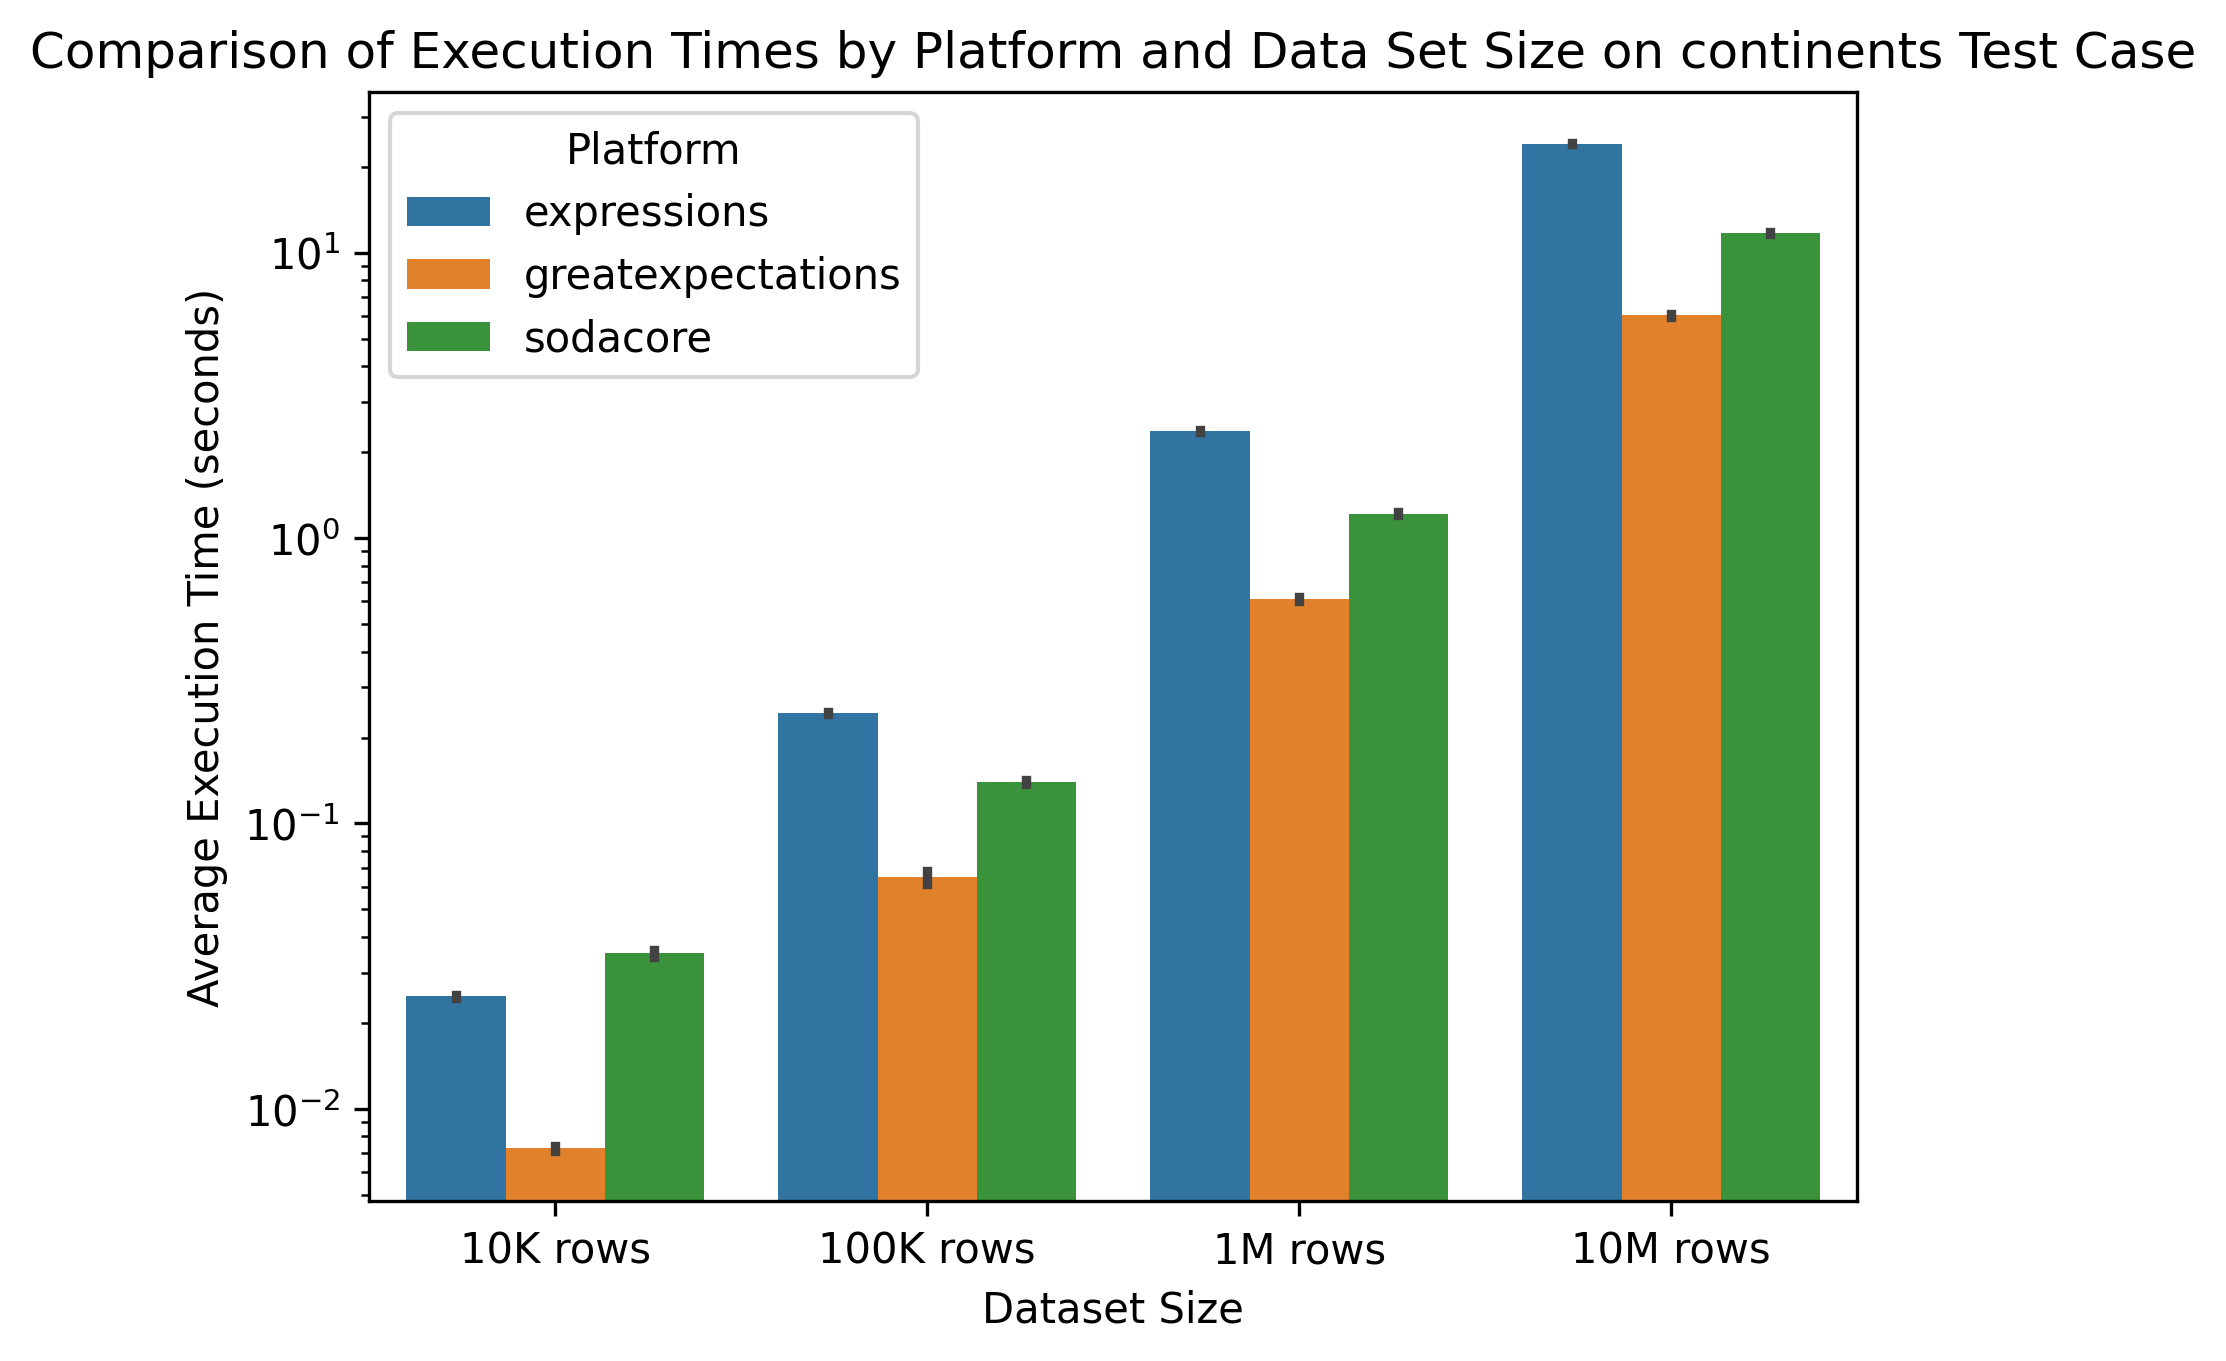 Comparison of Execution Times by Platform and Data Set Size on continents Test Case
Platform
expressions
greatexpectations
sodacore
Average Execution Time (seconds)
10¹
10⁰
10⁻¹
10⁻²
10K rows
100K rows
1M rows
10M rows
Dataset Size